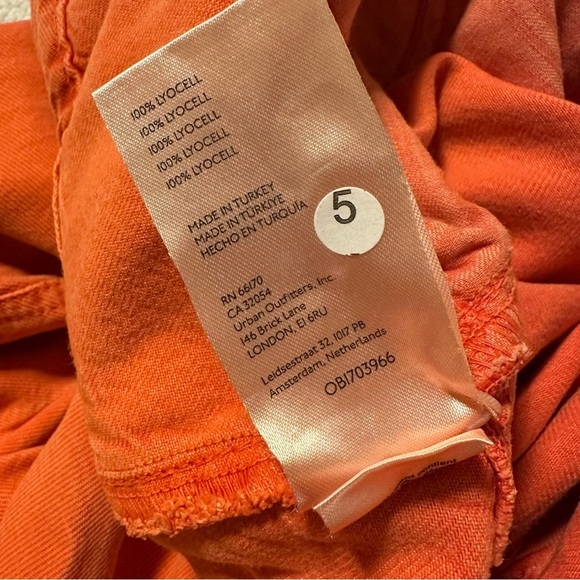 100% LYOCELL
100% LYOCELL
100% LYOCELL
100% LYOCELL
100% LYOCELL
MADE IN TURKEY
MADE IN TÜRKIYE
HECHO EN TURQUÍA
5
RN 66170
CA 32054
Urban Outfitters, Inc.
146 Brick Lane
LONDON. E1 6RU
Leidsestraat 32, 1017 PB
Amsterdam, Netherlands
OB1703966